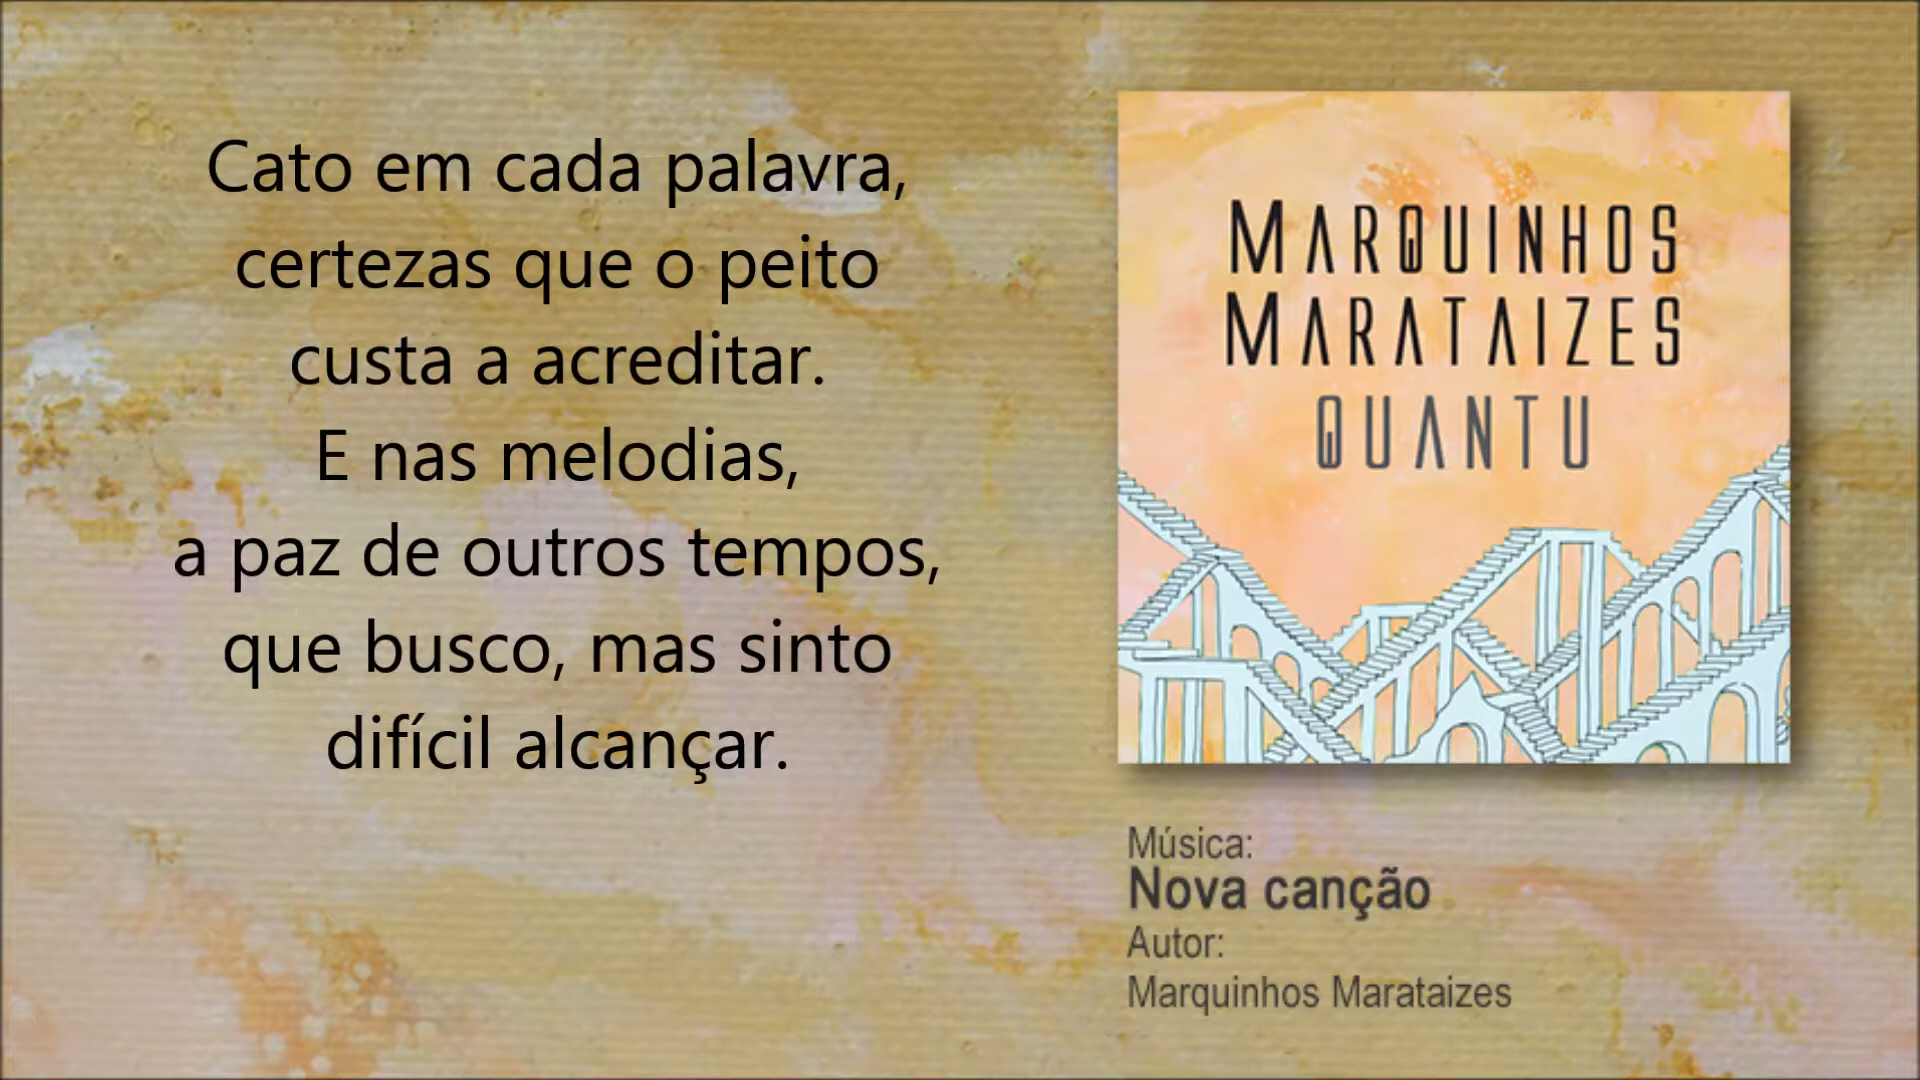 Cato em cada palavra,
certezas que o peito
custa a acreditar.
E nas melodias,
a paz de outros tempos,
que busco, mas sinto
difícil alcançar.
MARQUINHOS
MARATAIZES
QUANTU
Música:
Nova canção
Autor:
Marquinhos Marataizes